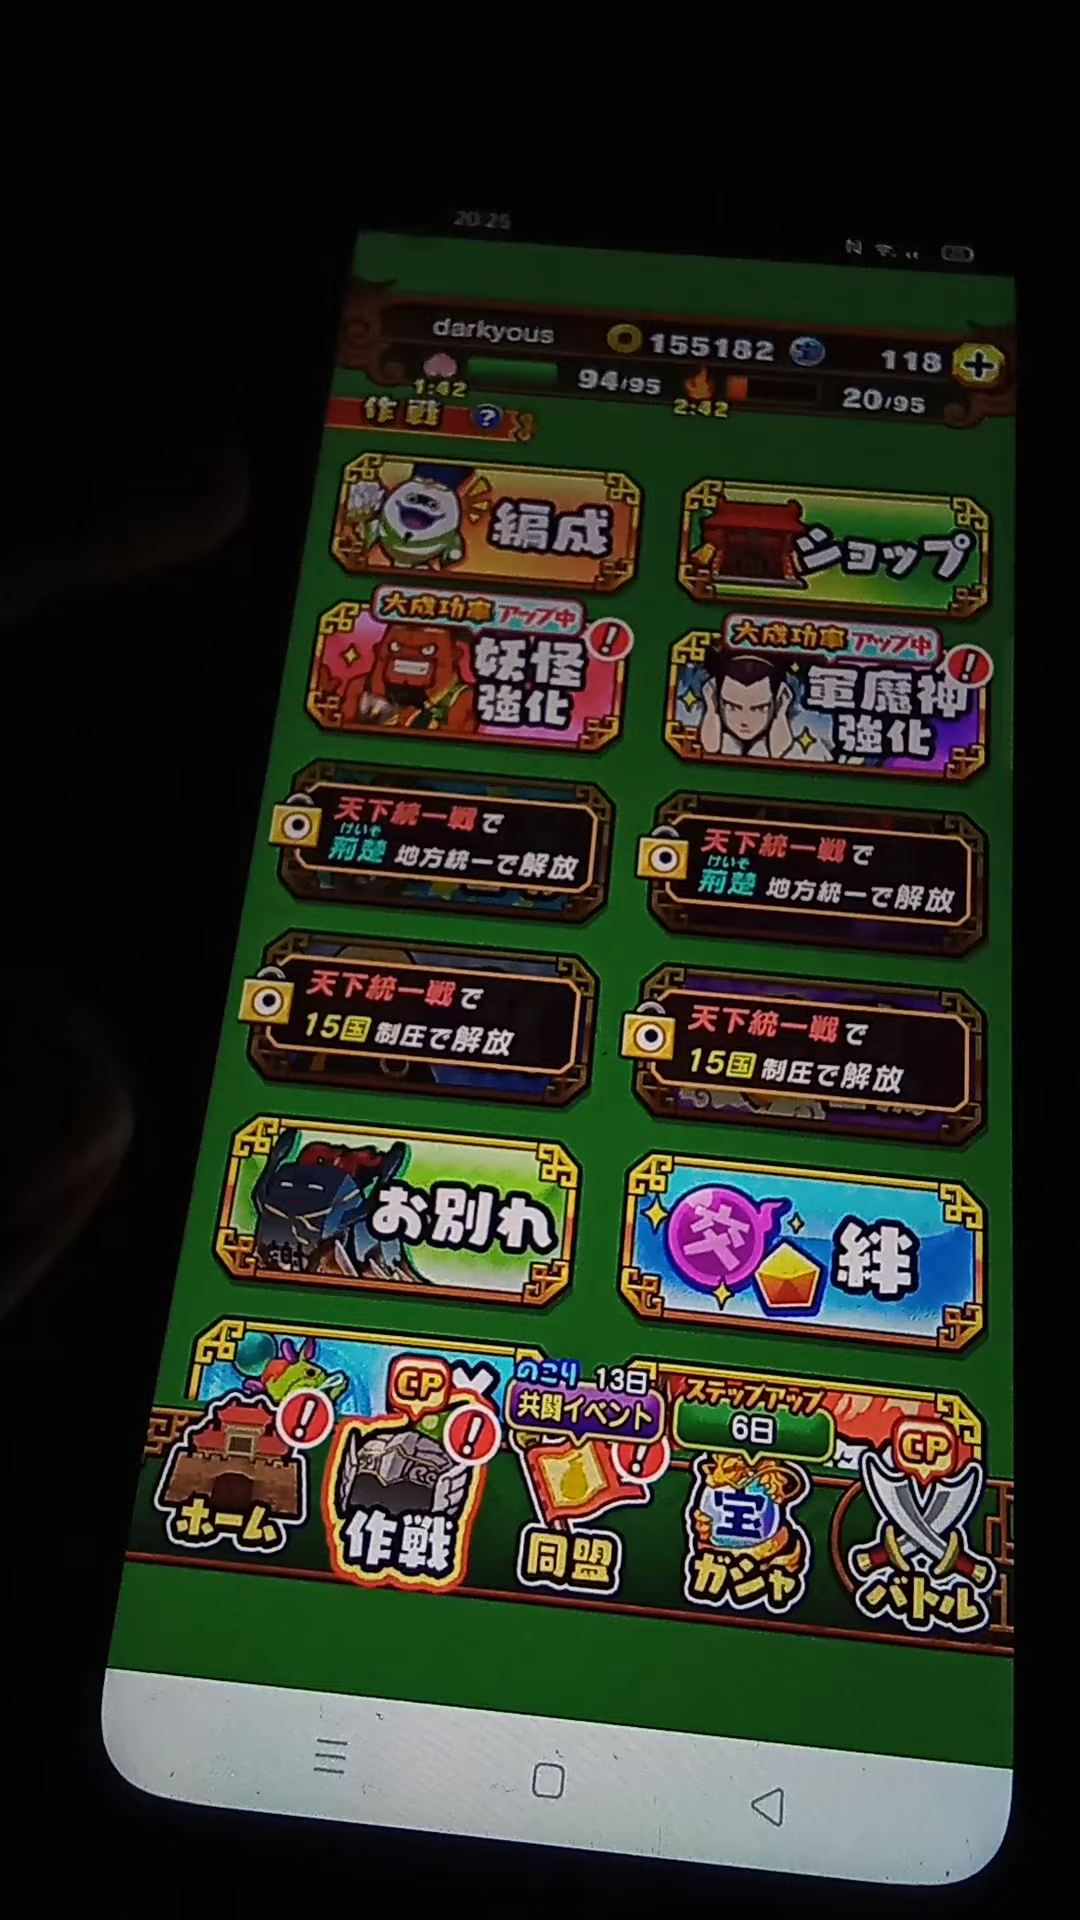 20:25
darkyous 155182 118
1:42 94/95 2:42 20/95
作戦 ?
編成
ショップ
大成功率アップ中
妖怪
強化
大成功率アップ中
軍魔神
強化
天下統一戦で
けいそ
荊楚 地方統一で解放
天下統一戦で
けいそ
荊楚 地方統一で解放
天下統一戦で
15国 制圧で解放
天下統一戦で
15国 制圧で解放
お別れ
交 絆
ホーム
CP
作戦
のこり 13日
共闘イベント
同盟
ステップアップ
6日
宝
ガシャ
CP
バトル